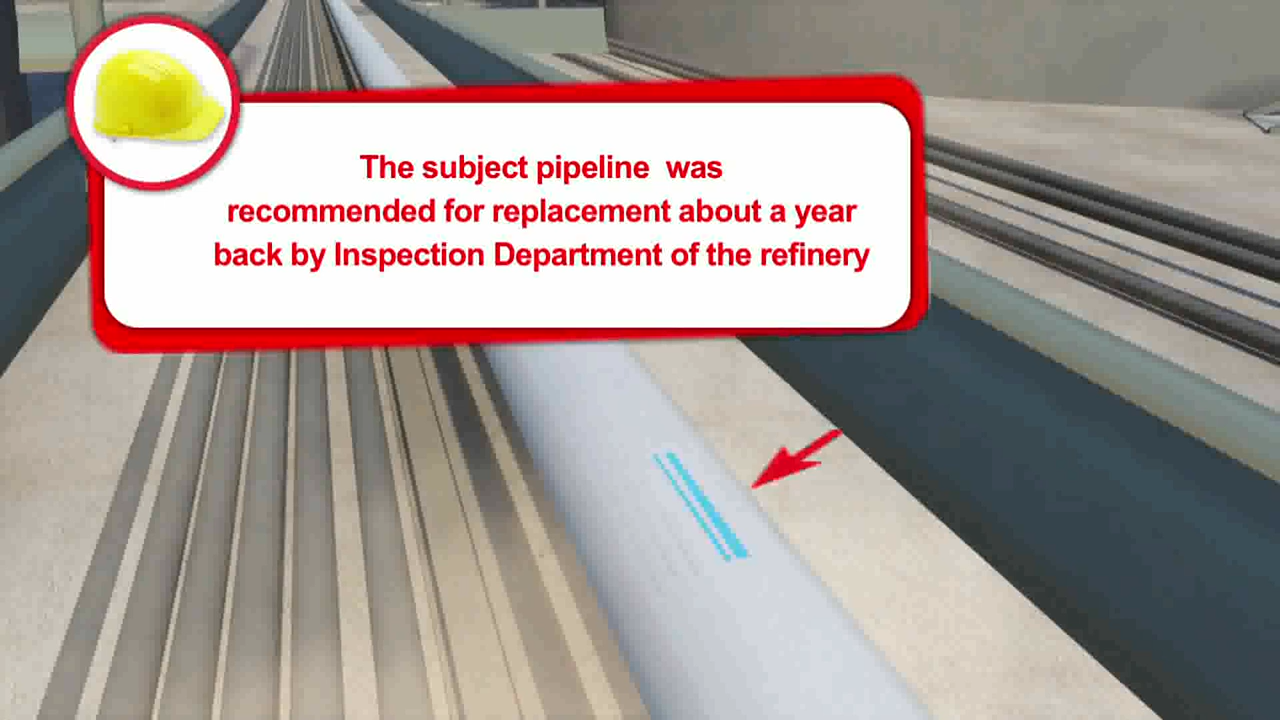 The subject pipeline  was
recommended for replacement about a year
back by Inspection Department of the refinery